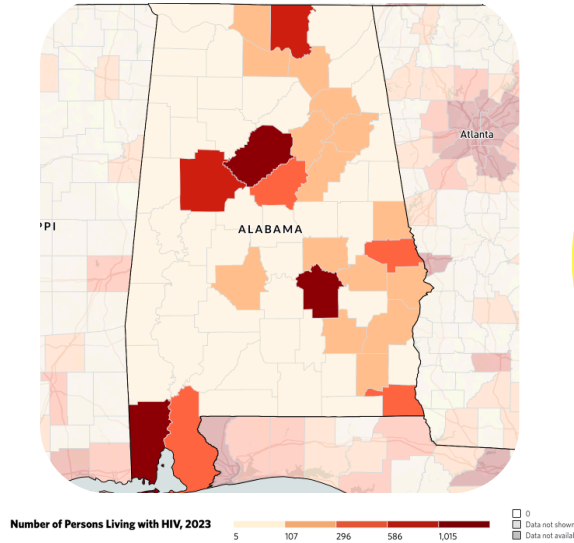 Atlanta
PPI
ALABAMA
Number of Persons Living with HIV, 2023
5 107 296 586 1,015
0
Data not shown
Data not availab